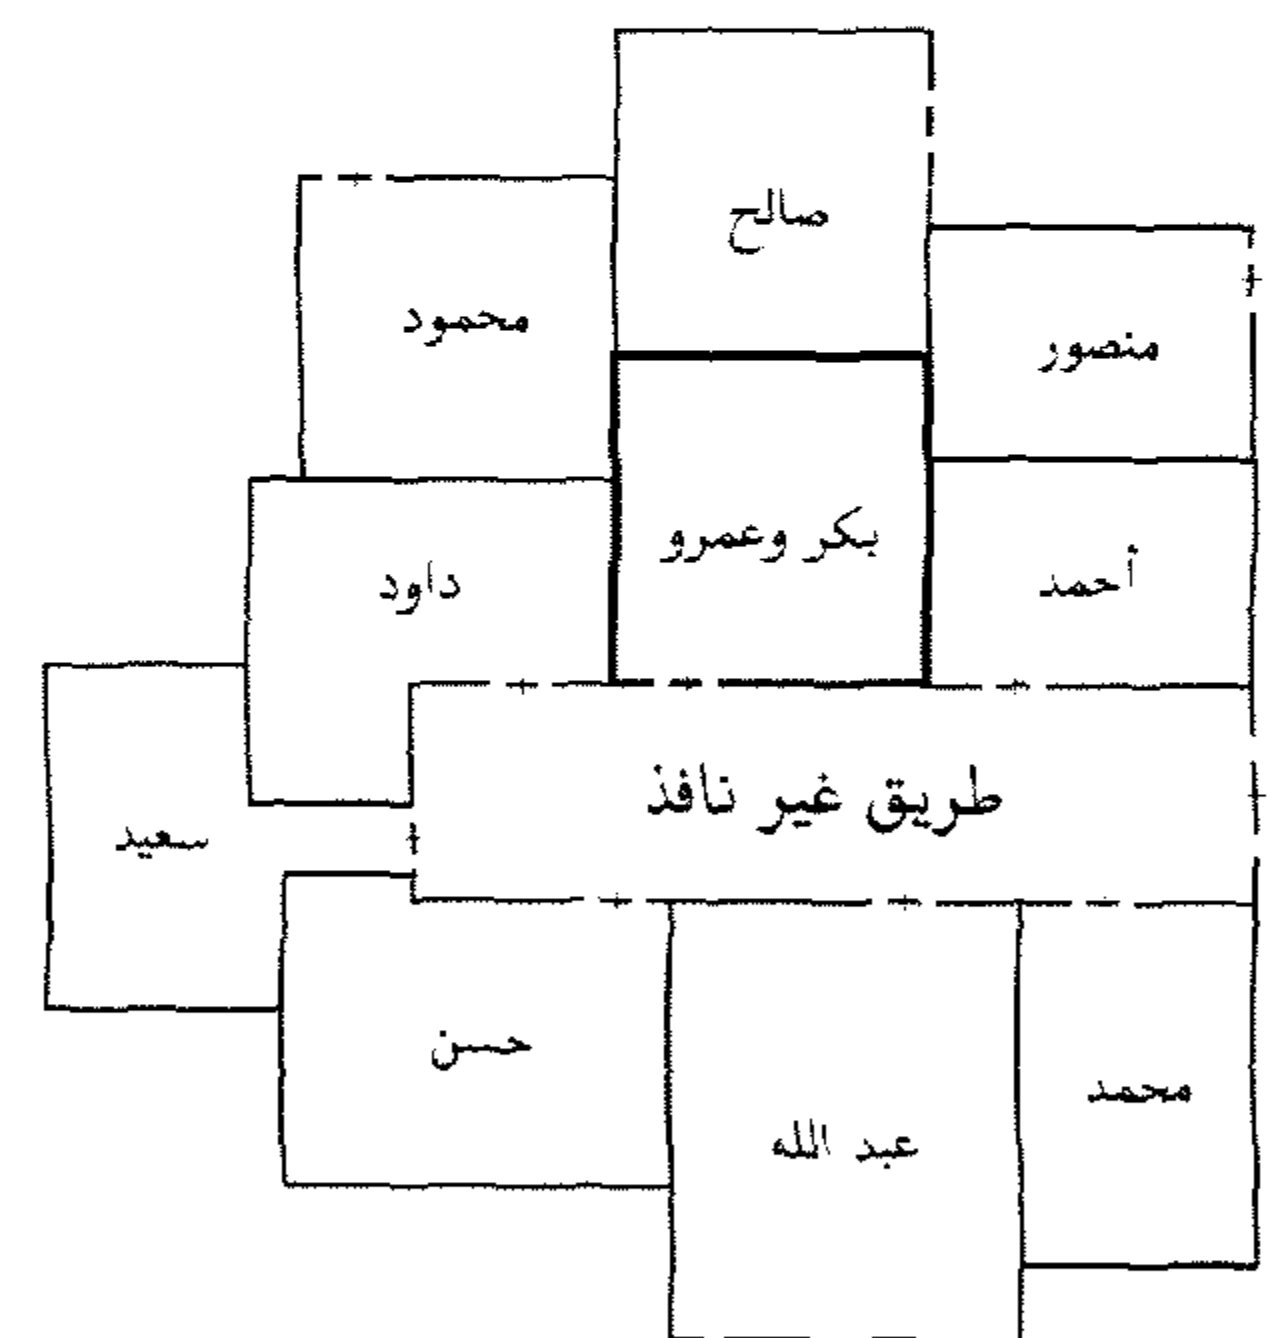 صالح
محمود
منصور
بكر وعمرو
أحمد
داود
طريق غير نافذ
سعيد
حسن
محمد
عبد الله